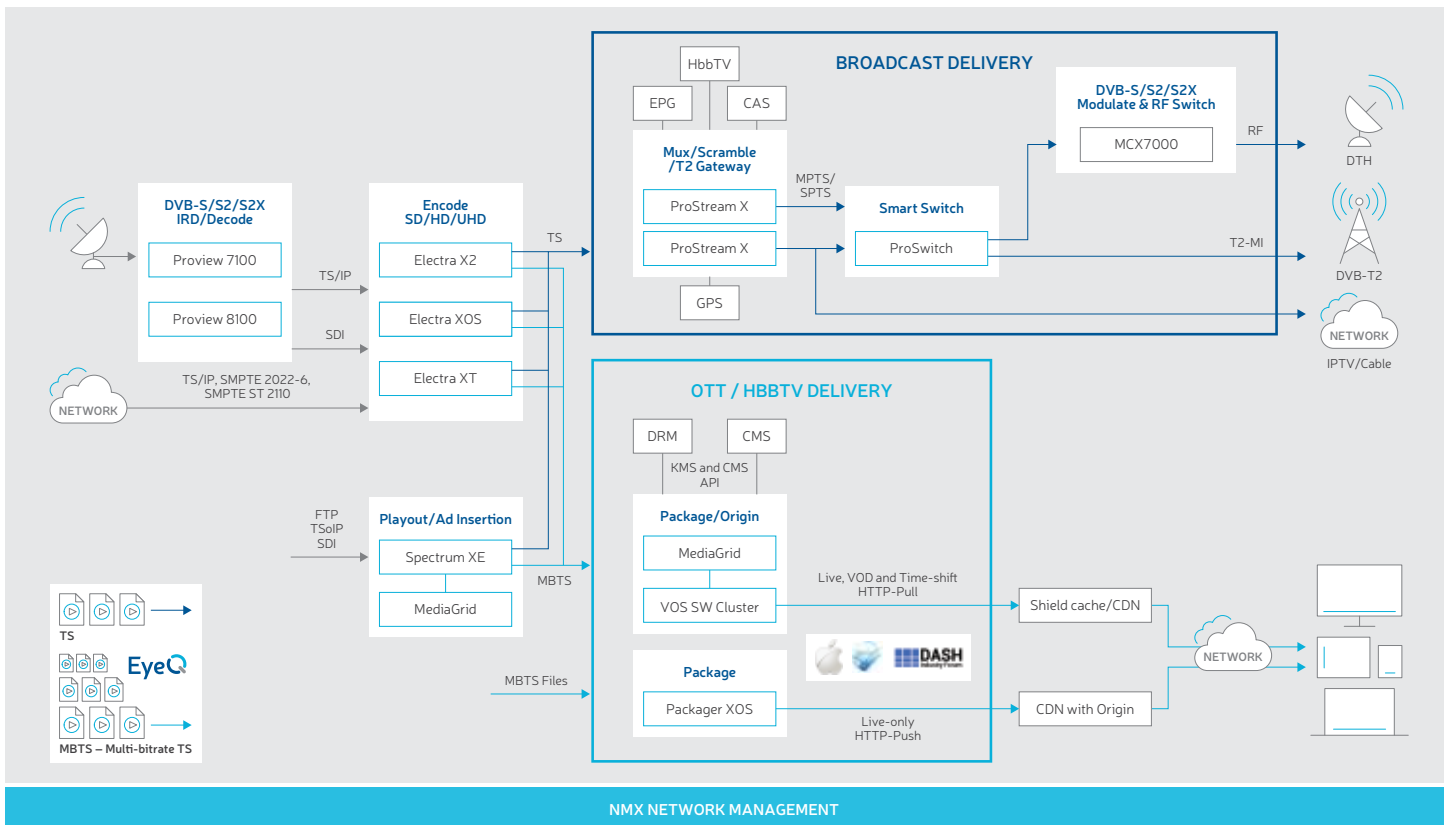 BROADCAST DELIVERY
HbbTV
EPG
CAS
Mux/Scramble
/T2 Gateway
ProStream X
ProStream X
GPS
MPTS/
SPTS
Smart Switch
ProSwitch
DVB-S/S2/S2X
Modulate & RF Switch
MCX7000
RF
DTH
T2-MI
DVB-T2
NETWORK
IPTV/Cable
DVB-S/S2/S2X
IRD/Decode
Proview 7100
Proview 8100
TS/IP
SDI
NETWORK
TS/IP, SMPTE 2022-6,
SMPTE ST 2110
Encode
SD/HD/UHD
Electra X2
Electra XOS
Electra XT
TS
FTP
TSoIP
SDI
Playout/Ad Insertion
Spectrum XE
MediaGrid
MBTS
MBTS Files
OTT / HBBTV DELIVERY
DRM
CMS
KMS and CMS
API
Package/Origin
MediaGrid
VOS SW Cluster
Live, VOD and Time-shift
HTTP-Pull
DASH
Industry Forum
Package
Packager XOS
Live-only
HTTP-Push
Shield cache/CDN
CDN with Origin
NETWORK
TS
EyeQ
MBTS – Multi-bitrate TS
NMX NETWORK MANAGEMENT